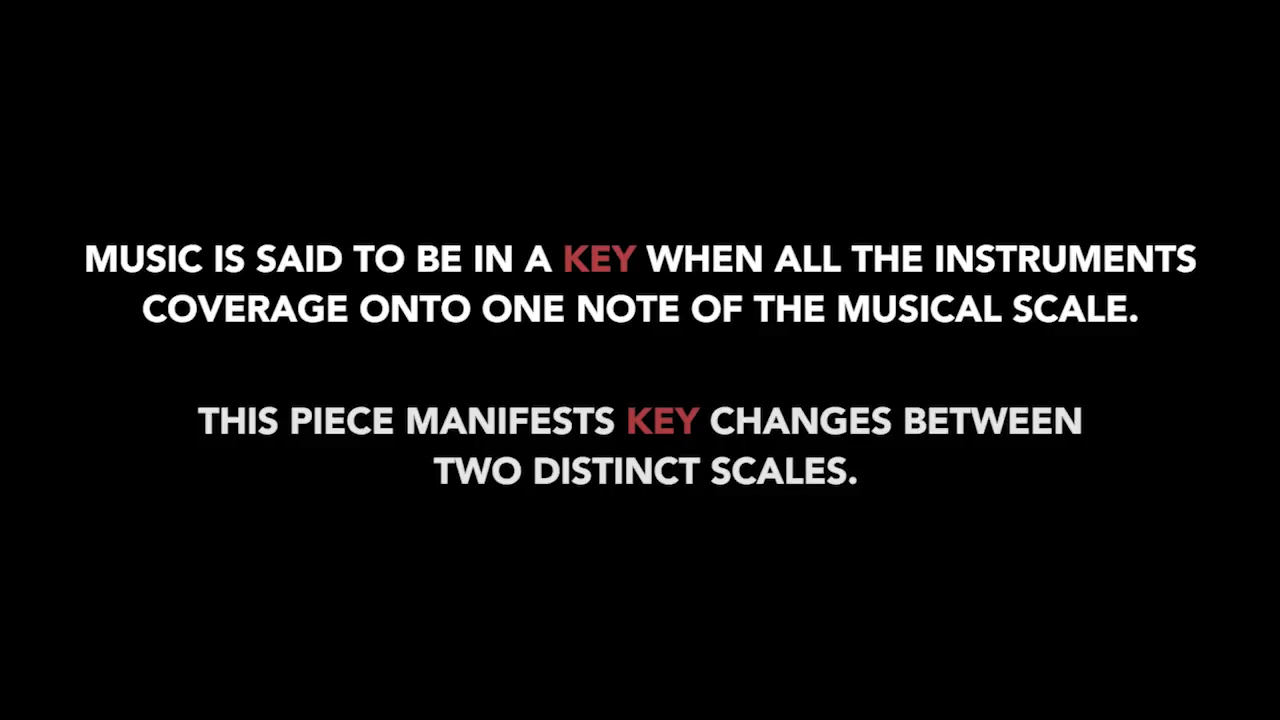 MUSIC IS SAID TO BE IN A KEY WHEN ALL THE INSTRUMENTS
COVERAGE ONTO ONE NOTE OF THE MUSICAL SCALE.
THIS PIECE MANIFESTS KEY CHANGES BETWEEN
TWO DISTINCT SCALES.